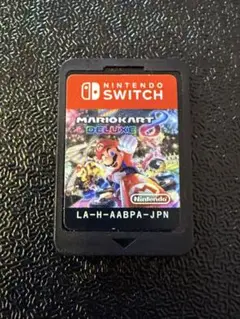 NINTENDO
SWITCH
MARIOKART 8
DELUXE
Nintendo
LA-H-AABPA-JPN